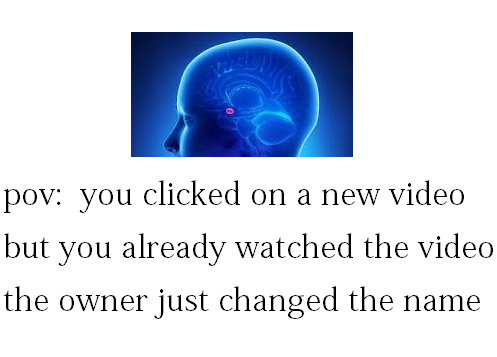 pov:  you clicked on a new video
but you already watched the video
the owner just changed the name